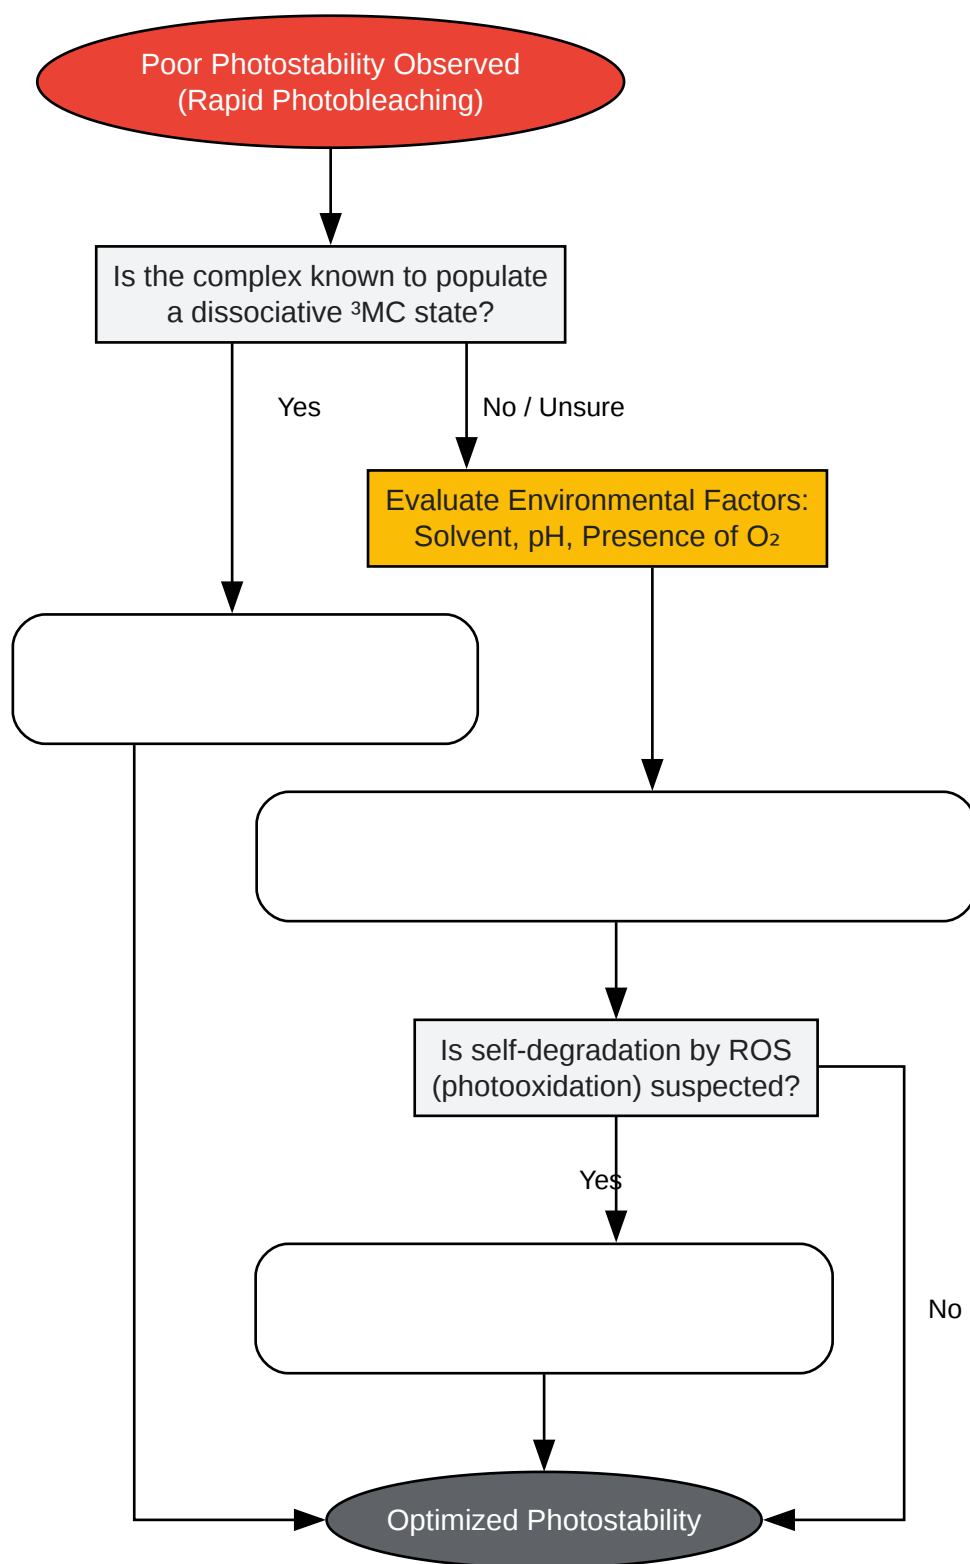 Poor Photostability Observed
(Rapid Photobleaching)
Is the complex known to populate
a dissociative ³MC state?
Yes
No / Unsure
Evaluate Environmental Factors:
Solvent, pH, Presence of O₂
Is self-degradation by ROS
(photooxidation) suspected?
Yes
No
Optimized Photostability